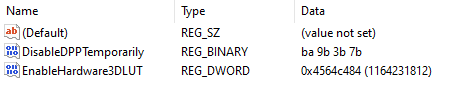 Name Type Data
(Default) REG_SZ (value not set)
DisableDPPTemporarily REG_BINARY ba 9b 3b 7b
EnableHardware3DLUT REG_DWORD 0x4564c484 (1164231812)